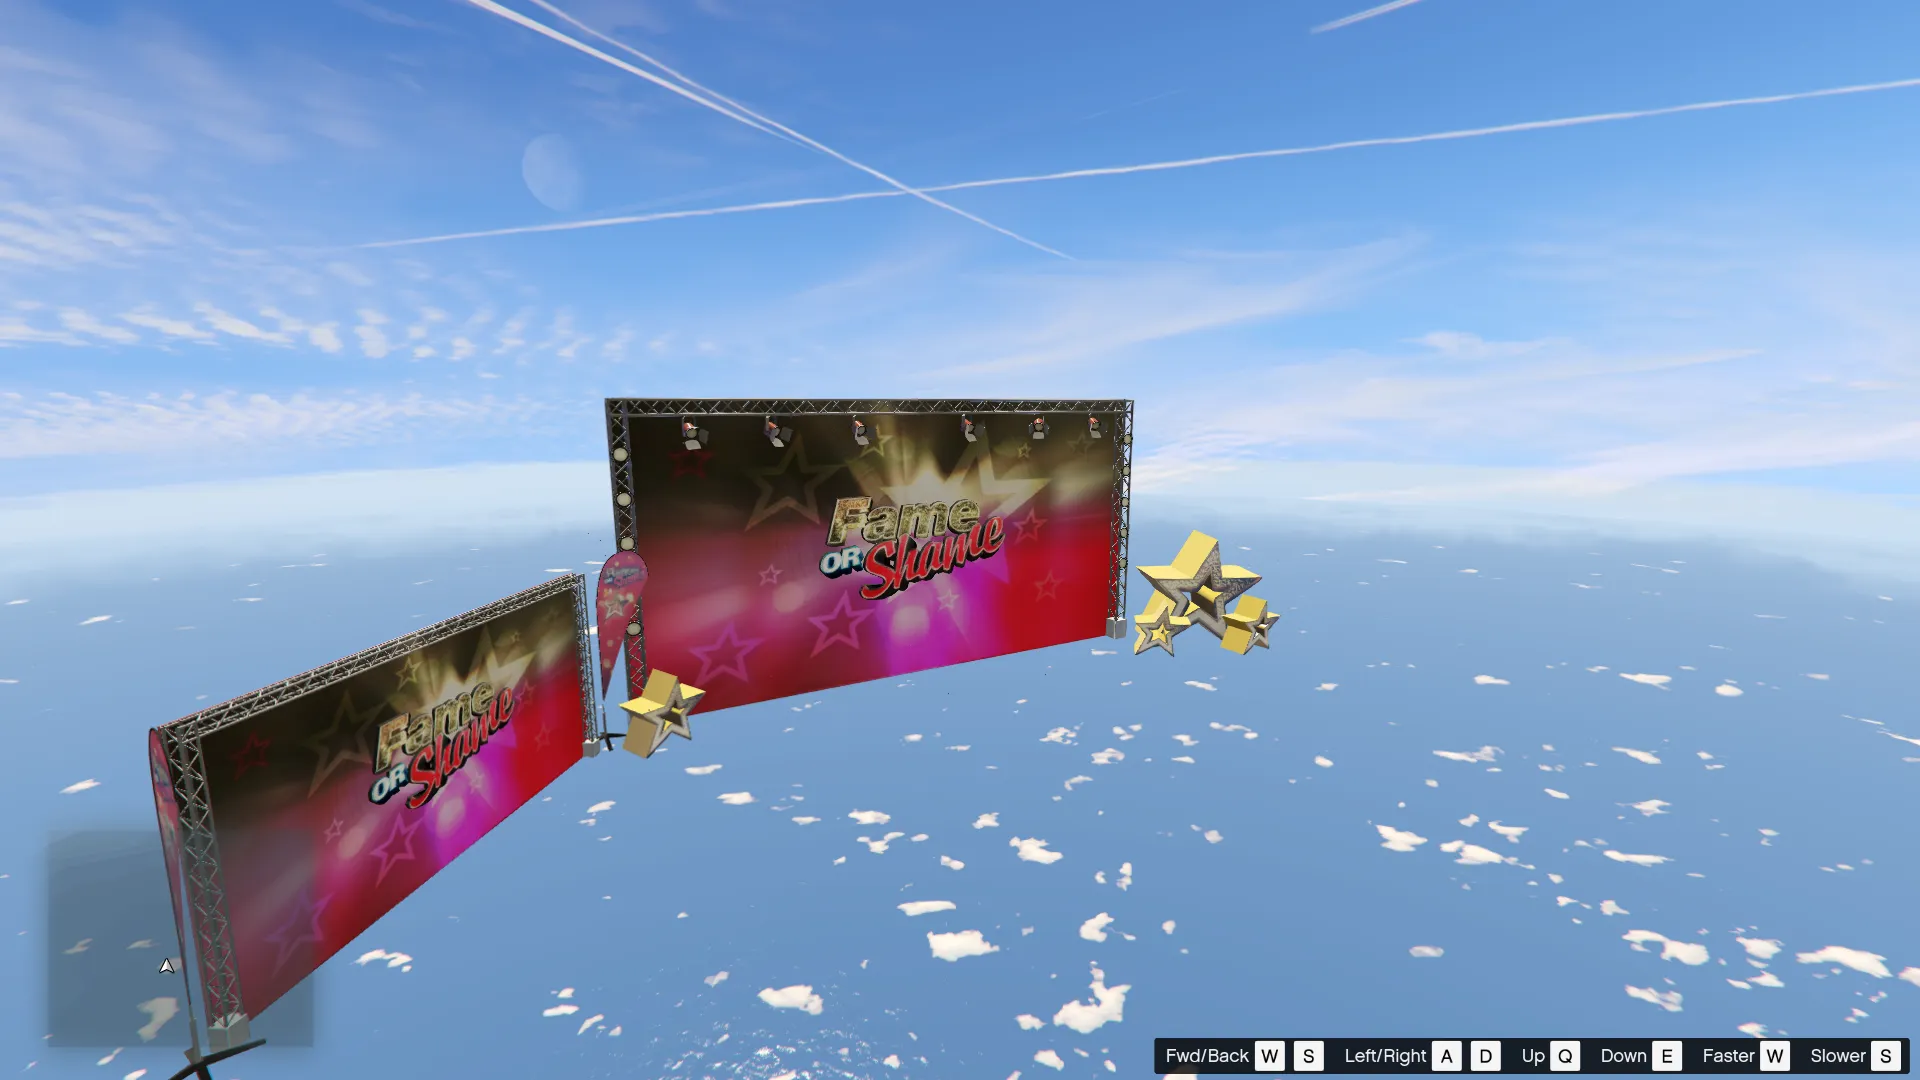 Fame
OR Shame
Fame
OR Shame
Fwd/Back W S Left/Right A D Up Q Down E Faster W Slower S